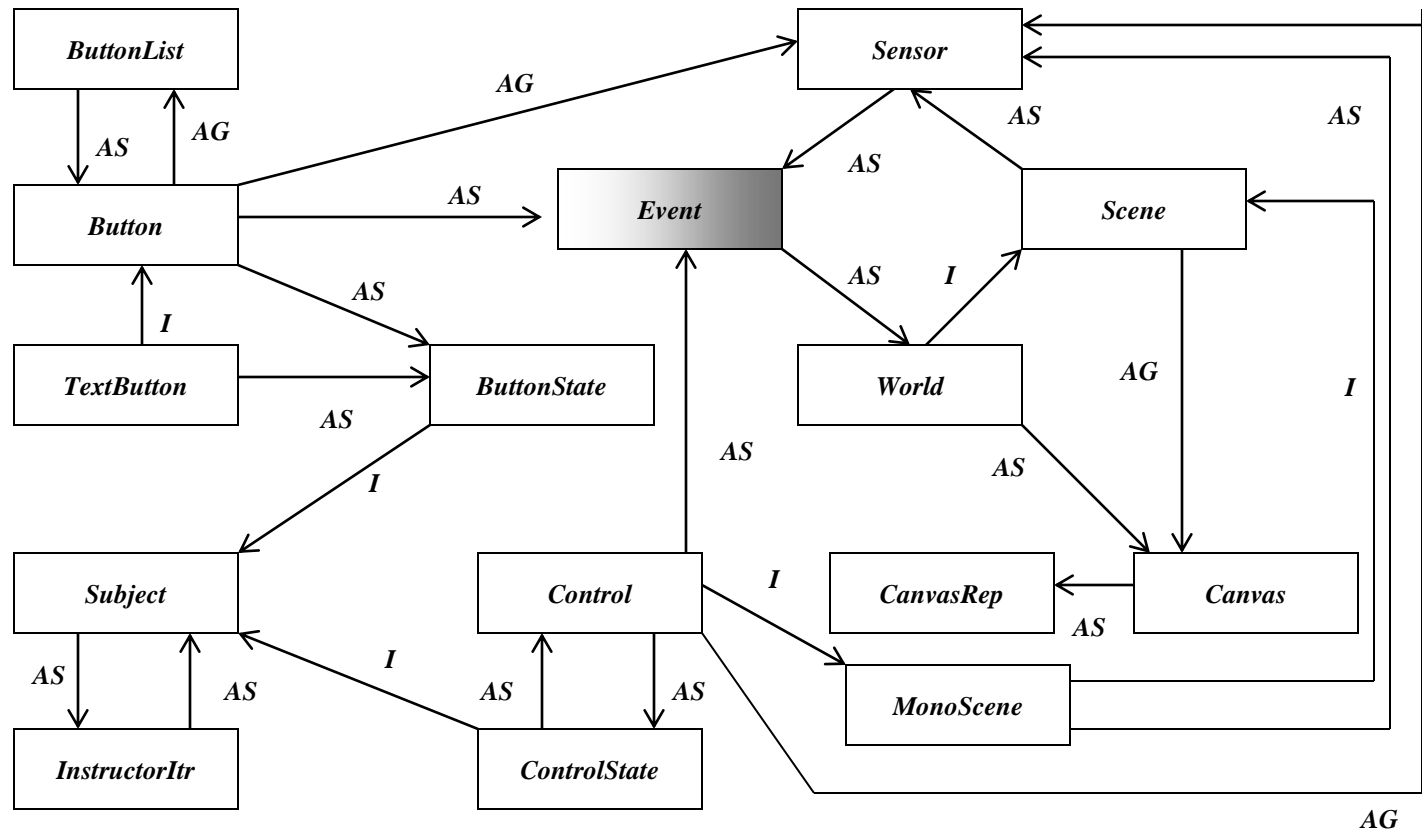 ButtonList
Sensor
AG
AS
AS
AS
AG
AS
AS
Event
Scene
Button
AS
AS
I
I
TextButton
ButtonState
World
AG
I
AS
AS
AS
I
Subject
Control
I
CanvasRep
Canvas
AS
I
AS
AS
AS
AS
MonoScene
InstructorItr
ControlState
AG